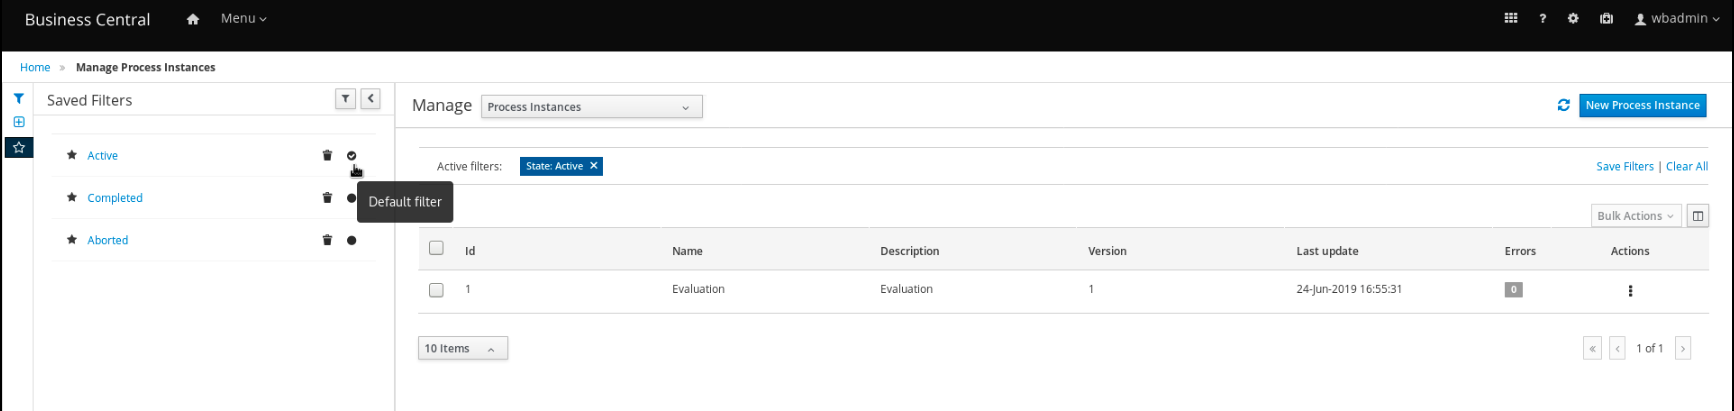 Business Central
Menu
?
wbadmin
Home » Manage Process Instances
Saved Filters
Manage
Process Instances
New Process Instance
Active
Completed
Aborted
Default filter
Active filters:
State: Active ×
Save Filters | Clear All
Bulk Actions
Id Name Description Version Last update Errors Actions
1 Evaluation Evaluation 1 24-Jun-2019 16:55:31 0
10 Items
« ‹ 1 of 1 ›